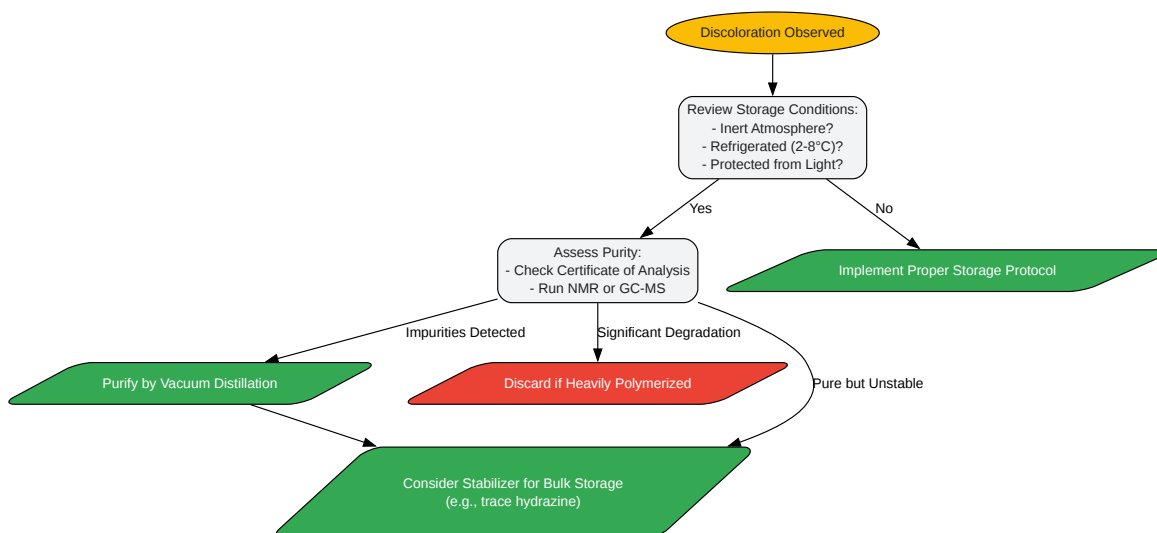 Discoloration Observed
Review Storage Conditions:
- Inert Atmosphere?
- Refrigerated (2-8°C)?
- Protected from Light?
Yes
No
Assess Purity:
- Check Certificate of Analysis
- Run NMR or GC-MS
Implement Proper Storage Protocol
Impurities Detected
Significant Degradation
Pure but Unstable
Purify by Vacuum Distillation
Discard if Heavily Polymerized
Consider Stabilizer for Bulk Storage
(e.g., trace hydrazine)